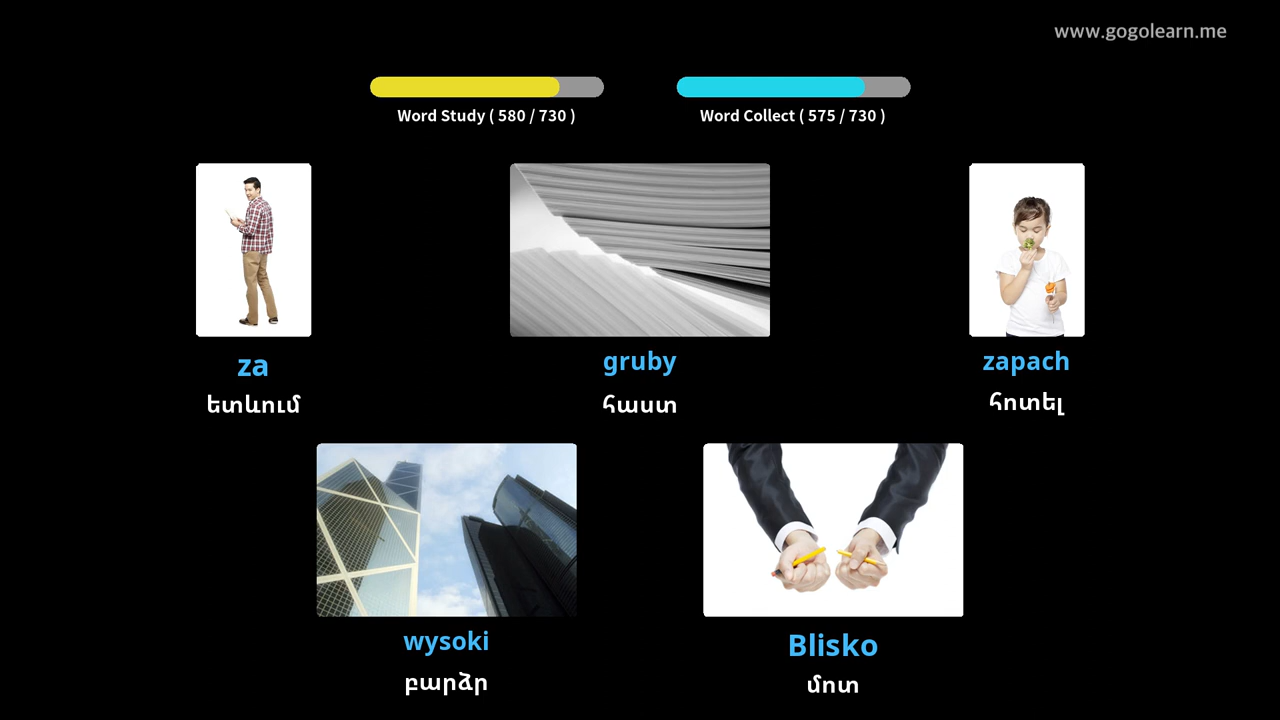 www.gogolearn.me
Word Study ( 580 / 730 )
Word Collect ( 575 / 730 )
za
ետևում
gruby
հաստ
zapach
հոտել
wysoki
բարձր
Blisko
մոտ